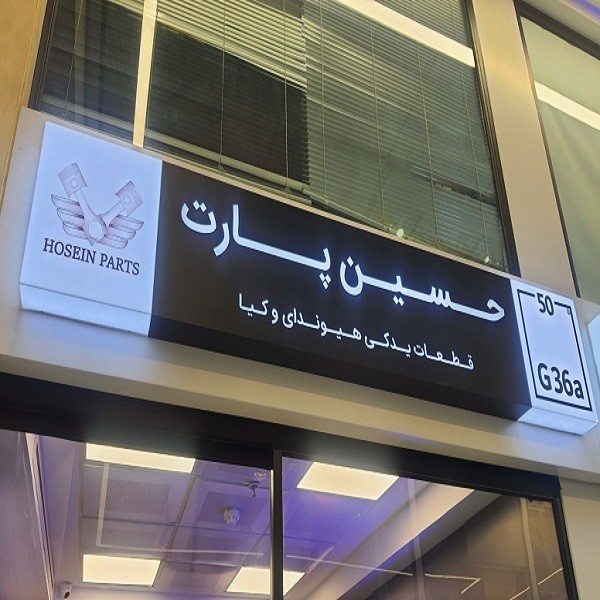 HOSEIN PARTS
حسین پارت
قطعات یدکی هیوندای و کیا
50
G36a